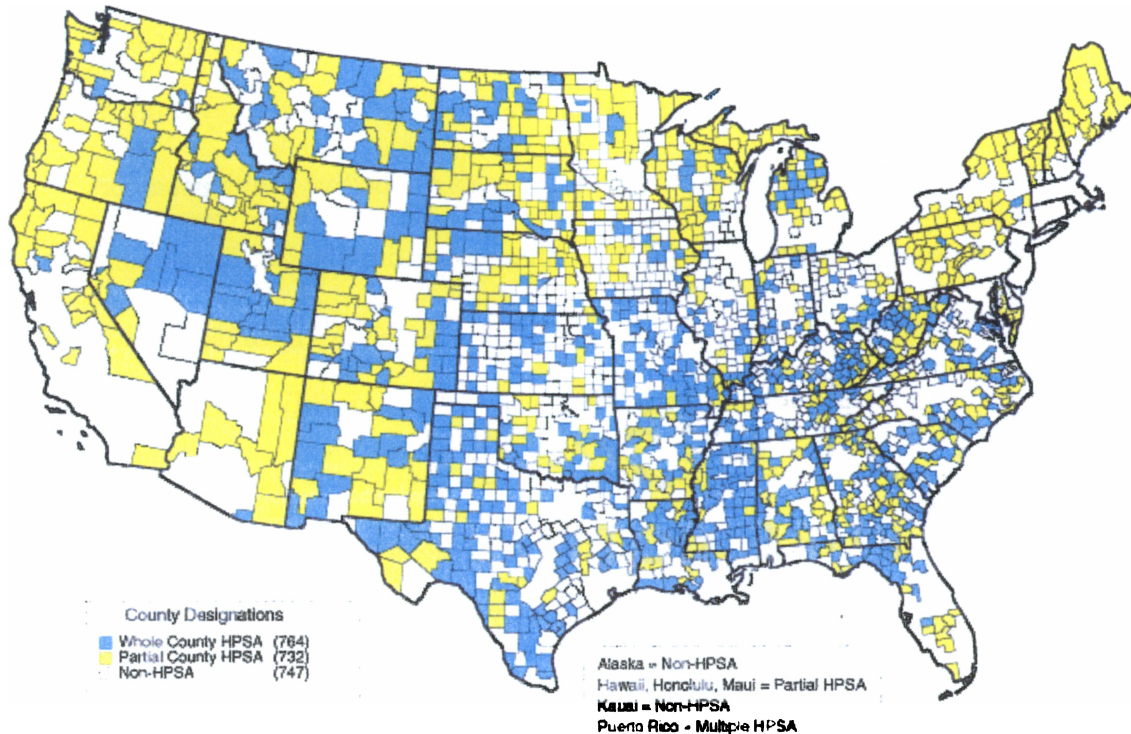 County Designations
Whole County HPSA (764)
Partial County HPSA (732)
Non-HPSA (747)
Alaska = Non-HPSA
Hawaii, Honolulu, Maui = Partial HPSA
Kauai = Non-HPSA
Puerto Rico - Multiple HPSA